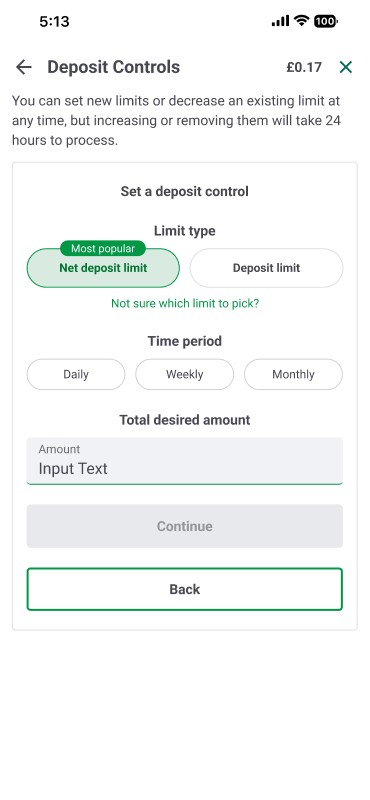 5:13
100
Deposit Controls
£0.17
You can set new limits or decrease an existing limit at
any time, but increasing or removing them will take 24
hours to process.
Set a deposit control
Limit type
Most popular
Net deposit limit
Deposit limit
Not sure which limit to pick?
Time period
Daily
Weekly
Monthly
Total desired amount
Amount
Input Text
Continue
Back